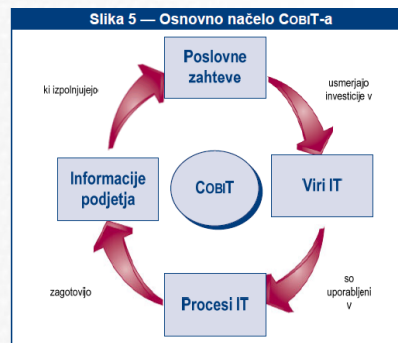 Slika 5 — Osnovno načelo COBIT-a
Poslovne
zahteve
ki izpolnjujejo
usmerjajo
investicije v
Informacije
podjetja
COBIT
Viri IT
zagotovijo
so
uporabljeni
v
Procesi IT